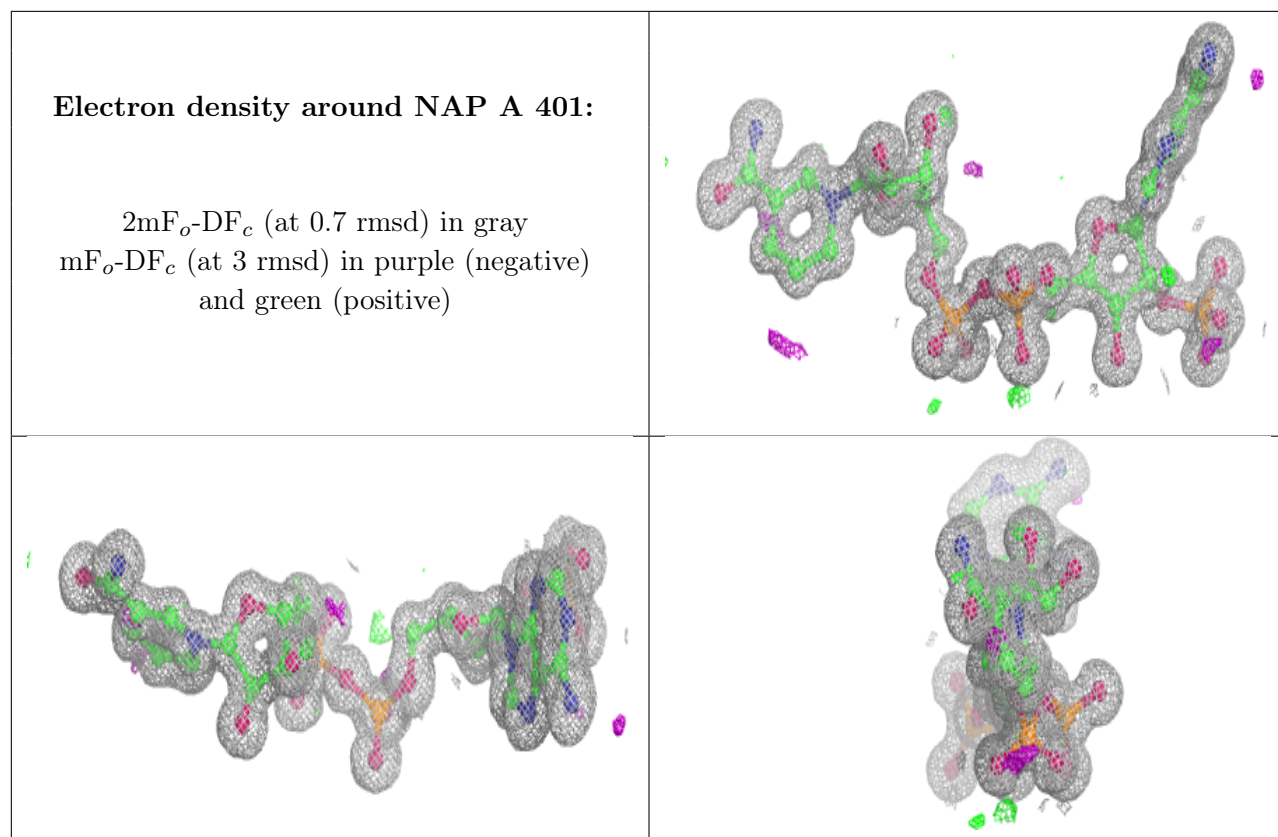 Electron density around NAP A 401:
2mFo-DFc (at 0.7 rmsd) in gray
mFo-DFc (at 3 rmsd) in purple (negative)
and green (positive)